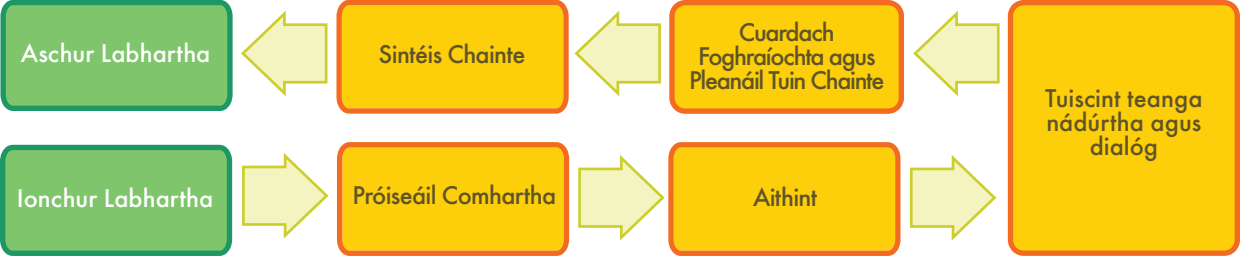 Aschur Labhartha
Sintéis Chainte
Cuardach
Foghraíochta agus
Pleanáil Tuin Chainte
Tuiscint teanga
nádúrtha agus
dialóg
Ionchur Labhartha
Próiseáil Comhartha
Aithint